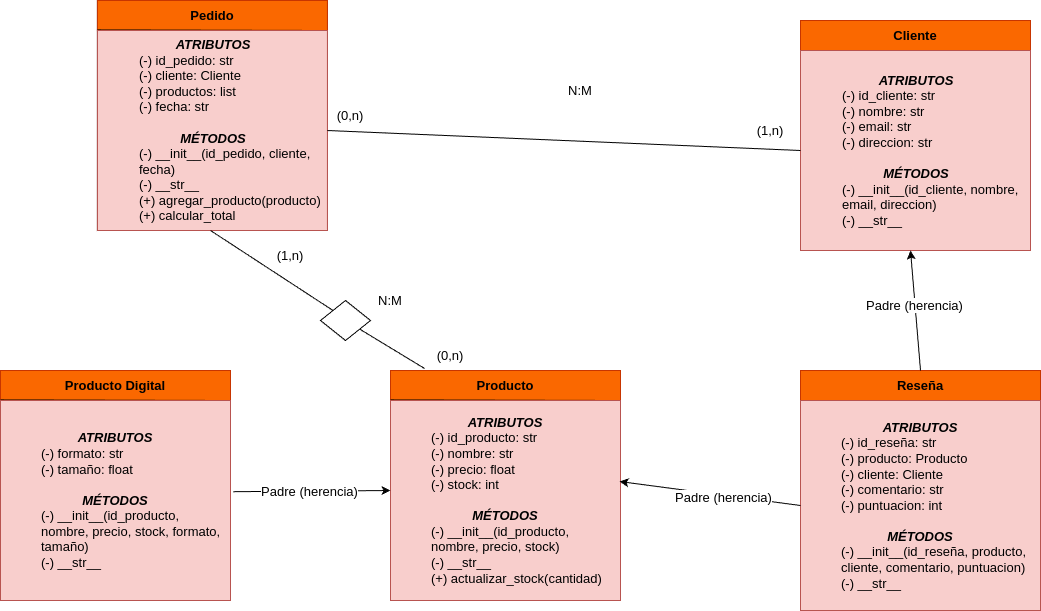 Pedido
ATRIBUTOS
(-) id_pedido: str
(-) cliente: Cliente
(-) productos: list
(-) fecha: str
MÉTODOS
(-) __init__(id_pedido, cliente,
fecha)
(-) __str__
(+) agregar_producto(producto)
(+) calcular_total
N:M
(0,n)
(1,n)
Cliente
ATRIBUTOS
(-) id_cliente: str
(-) nombre: str
(-) email: str
(-) direccion: str
MÉTODOS
(-) __init__(id_cliente, nombre,
email, direccion)
(-) __str__
(1,n)
N:M
(0,n)
Padre (herencia)
Producto Digital
ATRIBUTOS
(-) formato: str
(-) tamaño: float
MÉTODOS
(-) __init__(id_producto,
nombre, precio, stock, formato,
tamaño)
(-) __str__
Padre (herencia)
Producto
ATRIBUTOS
(-) id_producto: str
(-) nombre: str
(-) precio: float
(-) stock: int
MÉTODOS
(-) __init__(id_producto,
nombre, precio, stock)
(-) __str__
(+) actualizar_stock(cantidad)
Padre (herencia)
Reseña
ATRIBUTOS
(-) id_reseña: str
(-) producto: Producto
(-) cliente: Cliente
(-) comentario: str
(-) puntuacion: int
MÉTODOS
(-) __init__(id_reseña, producto,
cliente, comentario, puntuacion)
(-) __str__